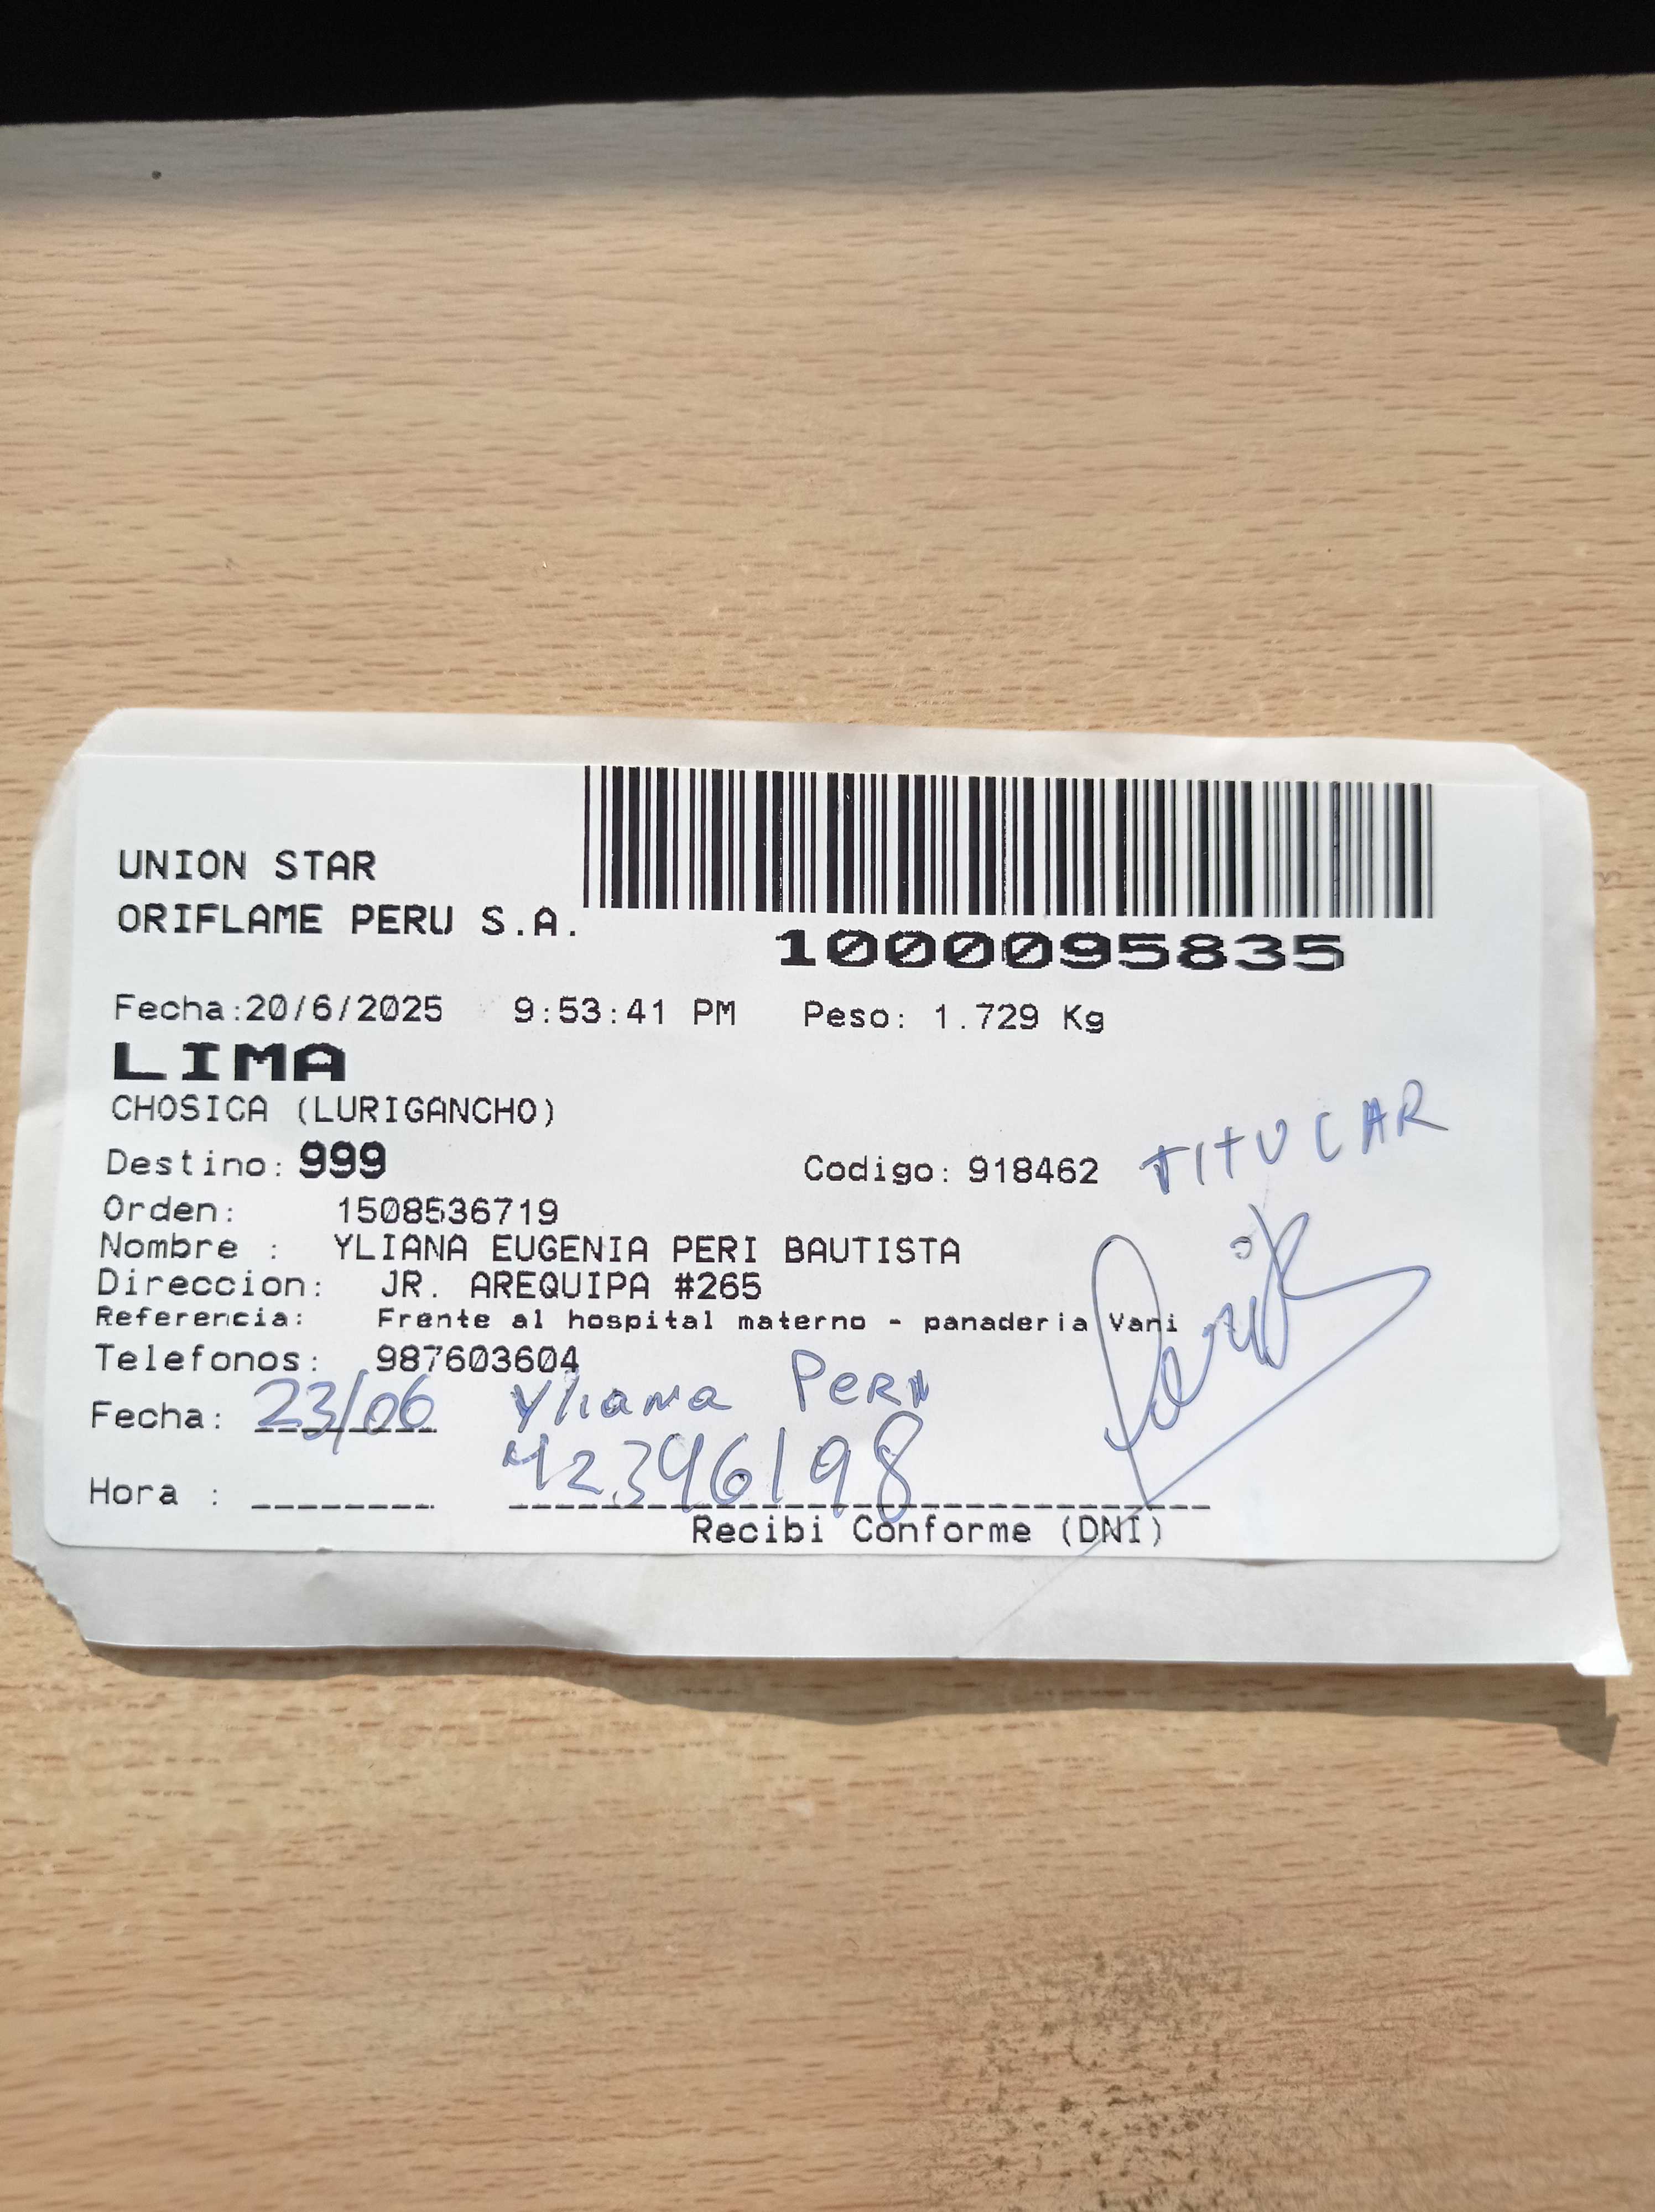 UNION STAR
ORIFLAME PERU S.A.
1000095835
Fecha:20/6/2025 9:53:41 PM Peso: 1.729 Kg
LIMA
CHOSICA (LURIGANCHO)
Destino: 999 Codigo: 918462 TITULAR
Orden: 1508536719
Nombre : YLIANA EUGENIA PERI BAUTISTA
Direccion: JR. AREQUIPA #265
Referencia: Frente al hospital materno - panaderia Vani
Telefonos: 987603604
Fecha: 23/06 Yliana Peri
42396198
Hora :
Recibi Conforme (DNI)